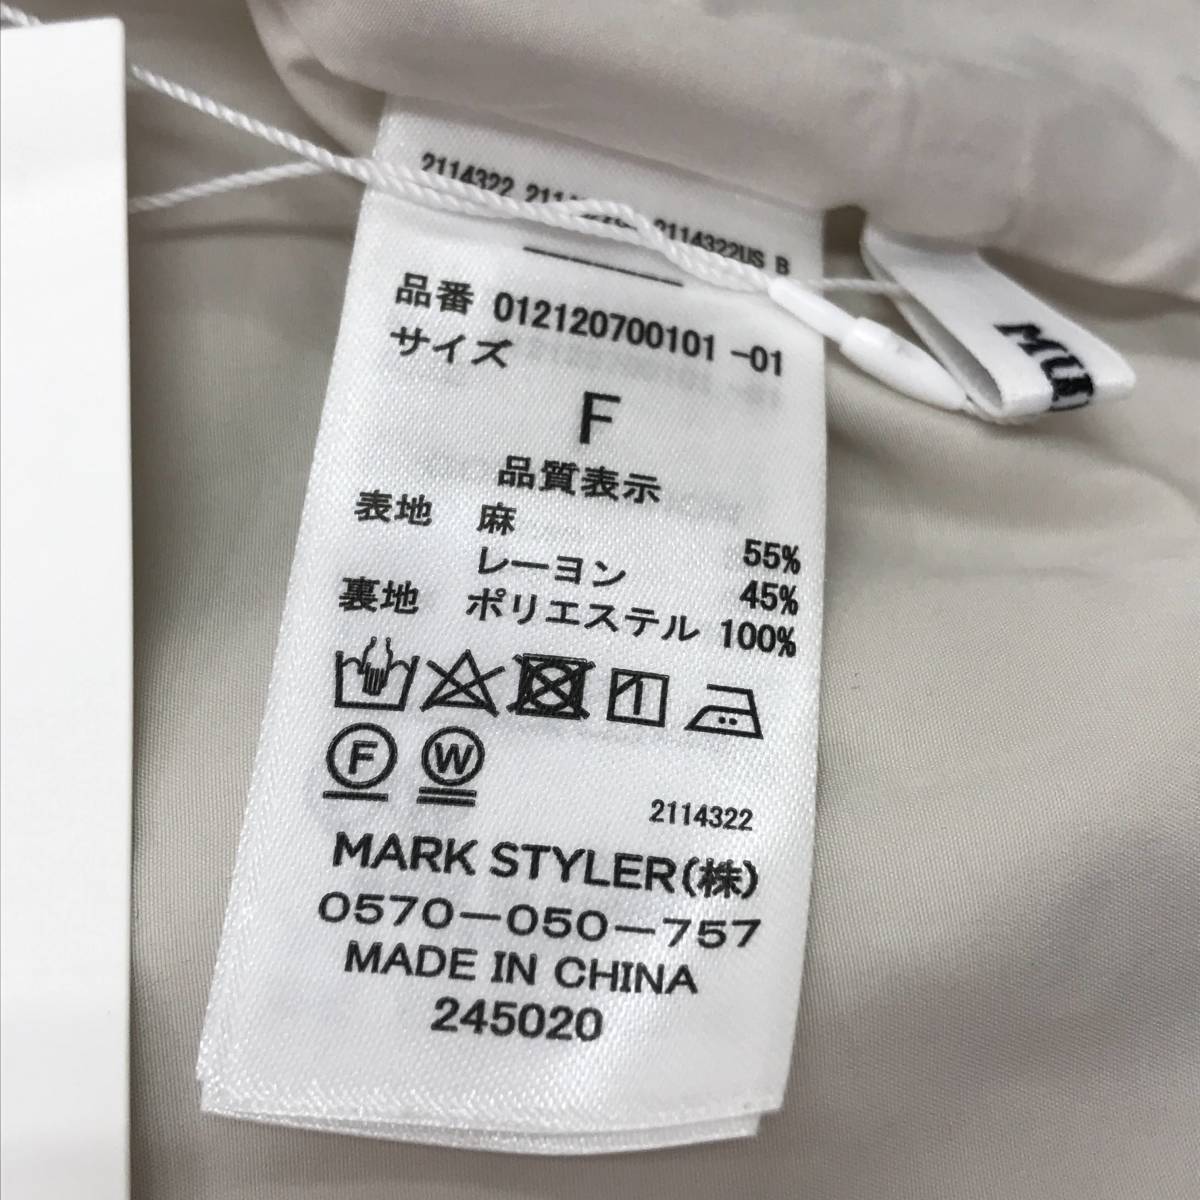 2114322 2114322US B
品番 012120700101 -01
サイズ
F
品質表示
表地 麻 55%
レーヨン 45%
裏地 ポリエステル 100%
F W
2114322
MARK STYLER(株)
0570-050-757
MADE IN CHINA
245020